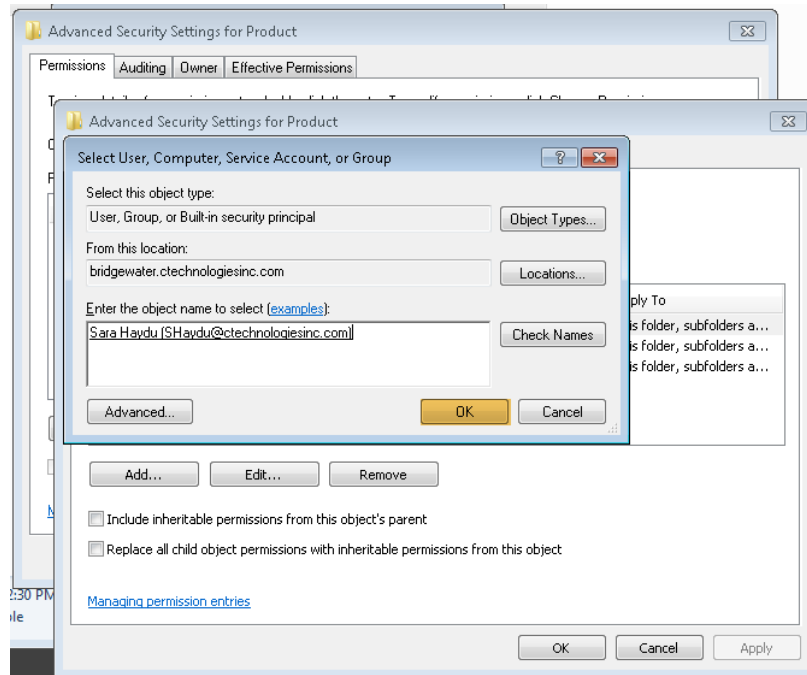 Advanced Security Settings for Product
Permissions Auditing Owner Effective Permissions
Advanced Security Settings for Product
Select User, Computer, Service Account, or Group
Select this object type:
User, Group, or Built-in security principal
Object Types...
From this location:
bridgewater.ctechnologiesinc.com
Locations...
Enter the object name to select (examples):
Sara Haydu (SHaydu@ctechnologiesinc.com)
Check Names
Advanced... OK Cancel
ply To
is folder, subfolders a...
is folder, subfolders a...
is folder, subfolders a...
Add... Edit... Remove
Include inheritable permissions from this object's parent
Replace all child object permissions with inheritable permissions from this object
Managing permission entries
:30 PM
OK Cancel Apply